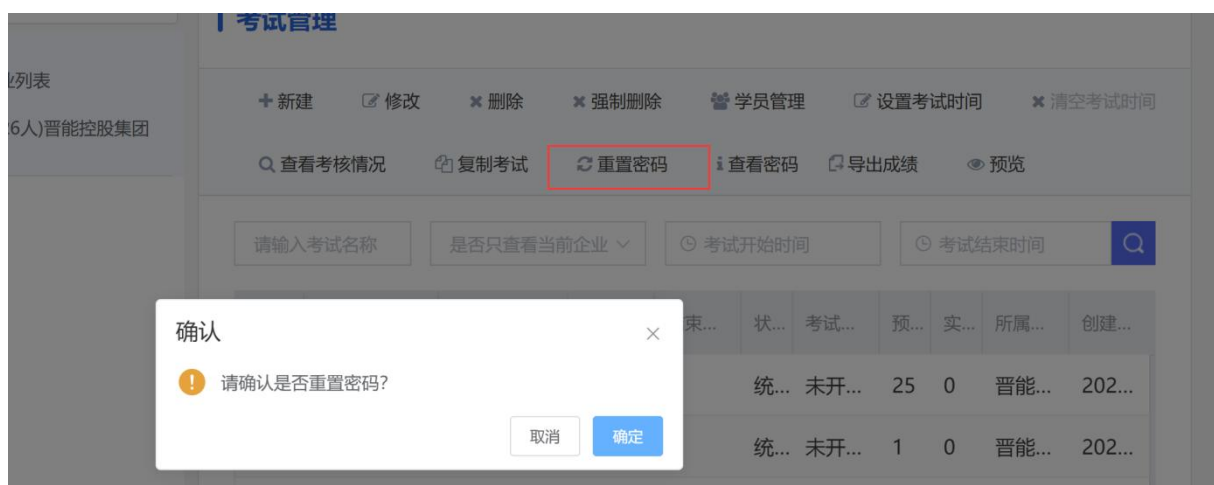 考试管理
业列表
6人)晋能控股集团
新建 修改 删除 强制删除 学员管理 设置考试时间 清空考试时间
查看考核情况 复制考试 重置密码 查看密码 导出成绩 预览
请输入考试名称 是否只查看当前企业 考试开始时间 考试结束时间
束... 状... 考试... 预... 实... 所属... 创建...
确认
请确认是否重置密码?
取消 确定
统... 未开... 25 0 晋能... 202...
统... 未开... 1 0 晋能... 202...